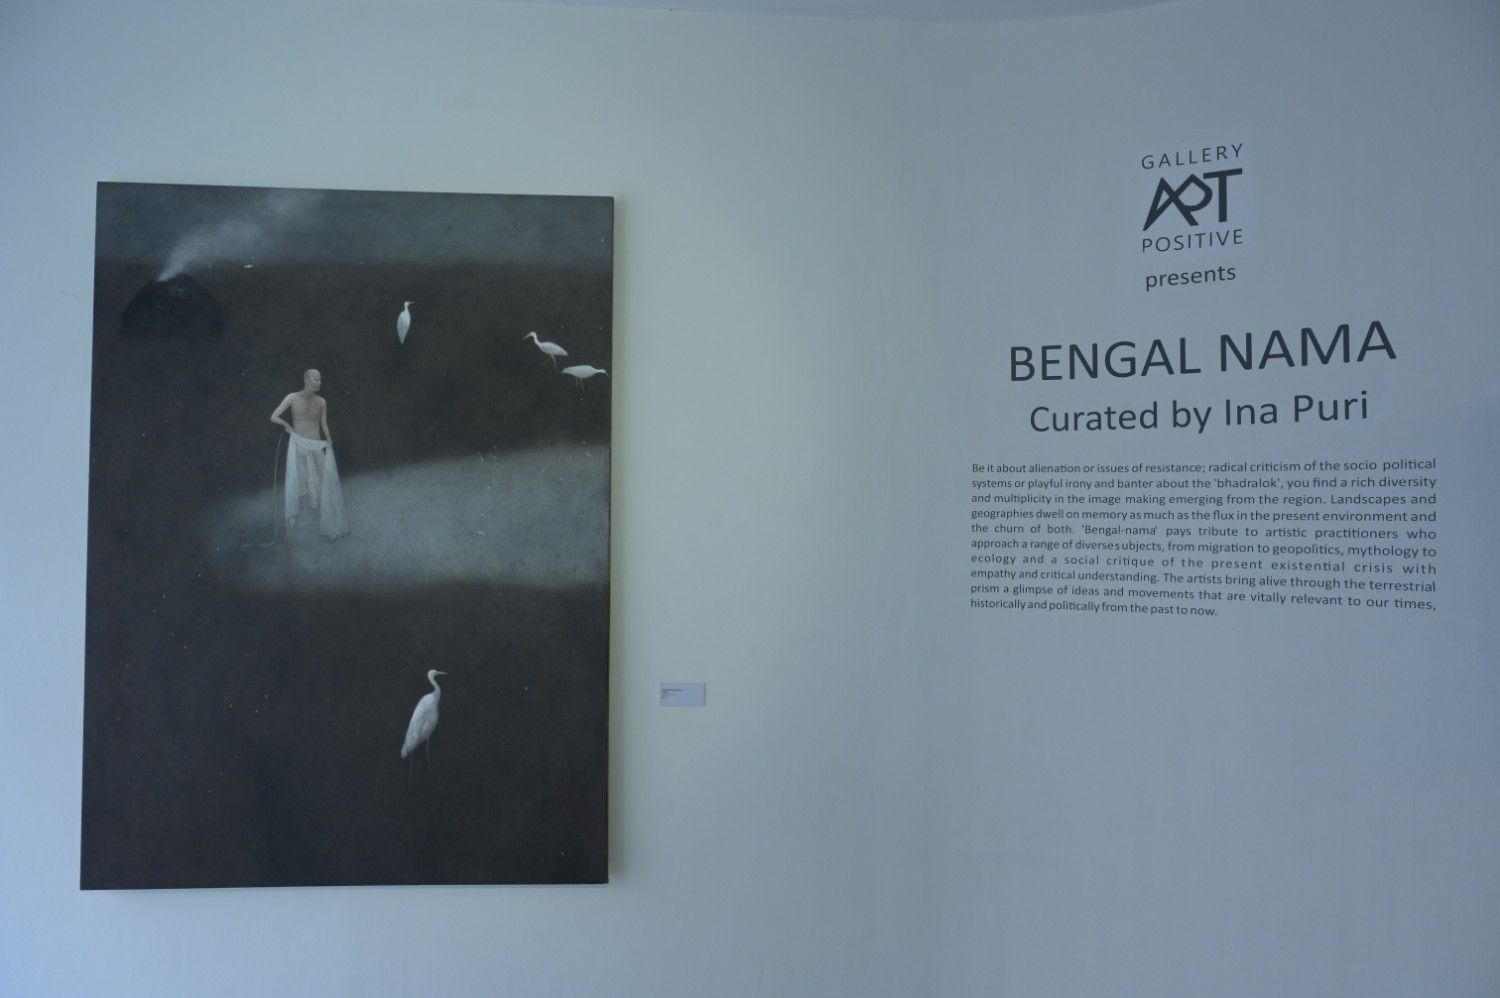 GALLERY
ART
POSITIVE
presents
BENGAL NAMA
Curated by Ina Puri
Be it about alienation or issues of resistance; radical criticism of the socio political
systems or playful irony and banter about the 'bhadralok', you find a rich diversity
and multiplicity in the image making emerging from the region. Landscapes and
geographies dwell on memory as much as the flux in the present environment and
the churn of both. 'Bengal-nama' pays tribute to artistic practitioners who
approach a range of diverse subjects, from migration to geopolitics, mythology to
ecology and a social critique of the present existential crisis with
empathy and critical understanding. The artists bring alive through the terrestrial
prism a glimpse of ideas and movements that are vitally relevant to our times,
historically and politically from the past to now.